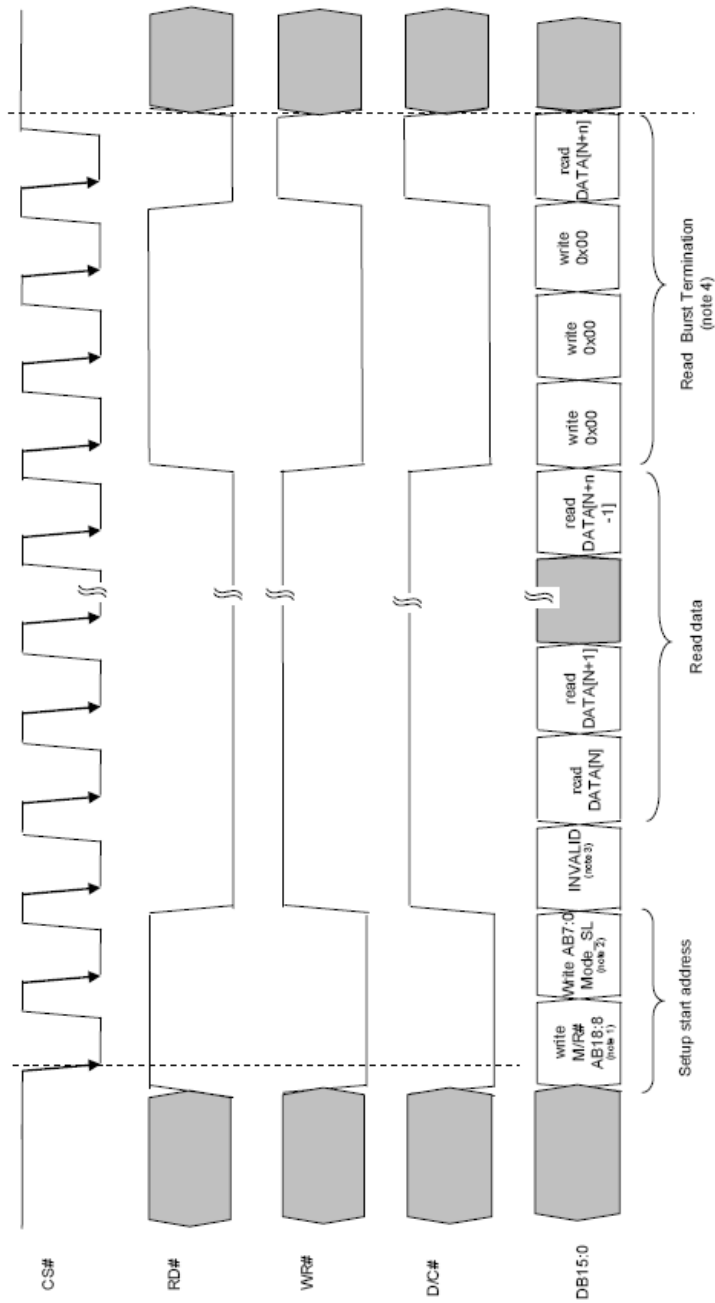 CS#
RD#
WR#
D/C#
DB15:0
write
M/R#
AB18:8
(note 1)
Write AB7:0
Mode_SL
(note 2)
INVALID
(note 3)
read
DATA[N]
read
DATA[N+1]
read
DATA[N+n
-1]
write
0x00
write
0x00
write
0x00
read
DATA[N+n]
Setup start address
Read data
Read Burst Termination
(note 4)